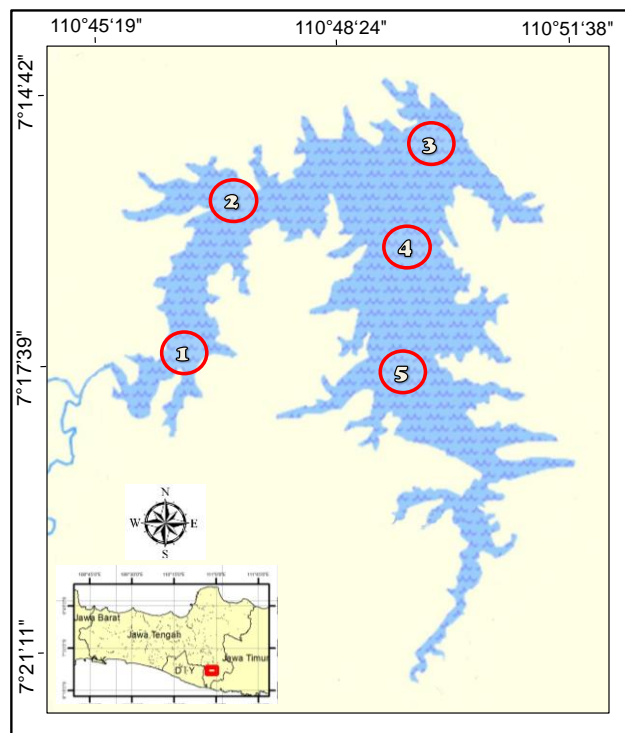 110°45'19" 110°48'24" 110°51'38"
7°14'42"
3
2
4
1
7°17'39"
5
N
W E
S
Jawa Barat
Jawa Tengah
D I Y
Jawa Timur
7°21'11"